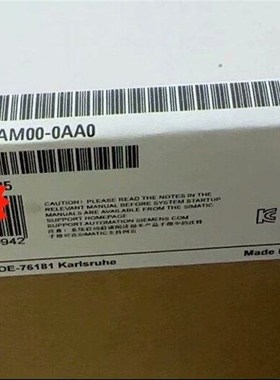 AM00-0AA0
CAUTION: PLEASE READ THE NOTES IN THE
RELEVANT MANUAL BEFORE SYSTEM STARTUP
MANUALS ARE AVAILABLE FROM THE SIMATIC
SUPPORT HOMEPAGE
SUPPORT.AUTOMATION.SIEMENS.COM
942
DE-76181 Karlsruhe
Made